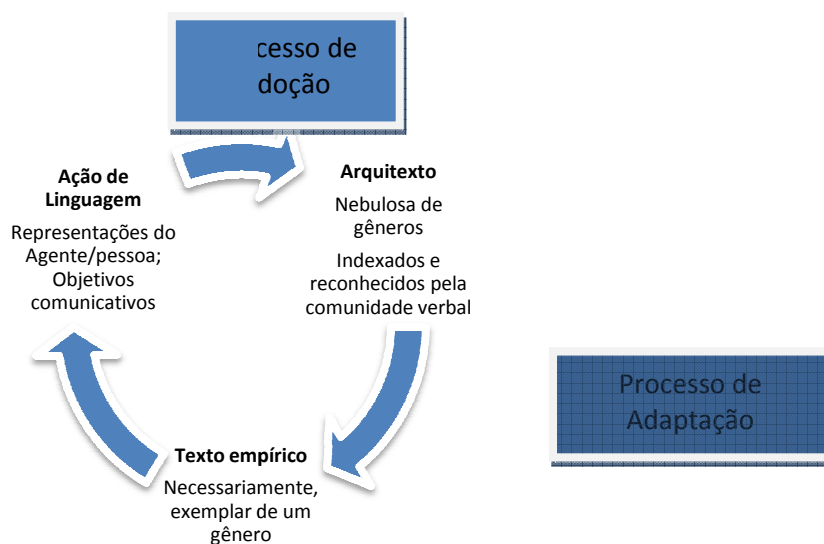 cesso de
doção
Ação de
Linguagem
Representações do
Agente/pessoa;
Objetivos
comunicativos
Arquitexto
Nebulosa de
gêneros
Indexados e
reconhecidos pela
comunidade verbal
Processo de
Adaptação
Texto empírico
Necessariamente,
exemplar de um
gênero